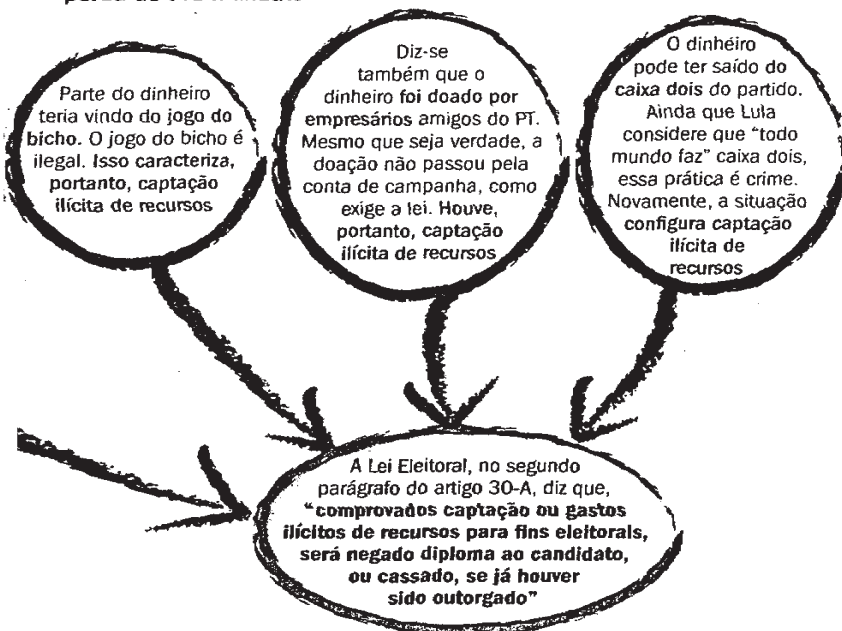 Parte do dinheiro
teria vindo do jogo do
bicho. O jogo do bicho é
ilegal. Isso caracteriza,
portanto, captação
ilícita de recursos
Diz-se
também que o
dinheiro foi doado por
empresários amigos do PT.
Mesmo que seja verdade, a
doação não passou pela
conta de campanha, como
exige a lei. Houve,
portanto, captação
ilícita de recursos
O dinheiro
pode ter saído do
caixa dois do partido.
Ainda que Lula
considere que "todo
mundo faz" caixa dois,
essa prática é crime.
Novamente, a situação
configura captação
ilícita de
recursos
A Lei Eleitoral, no segundo
parágrafo do artigo 30-A, diz que,
"comprovados captação ou gastos
ilícitos de recursos para fins eleitorais,
será negado diploma ao candidato,
ou cassado, se já houver
sido outorgado"